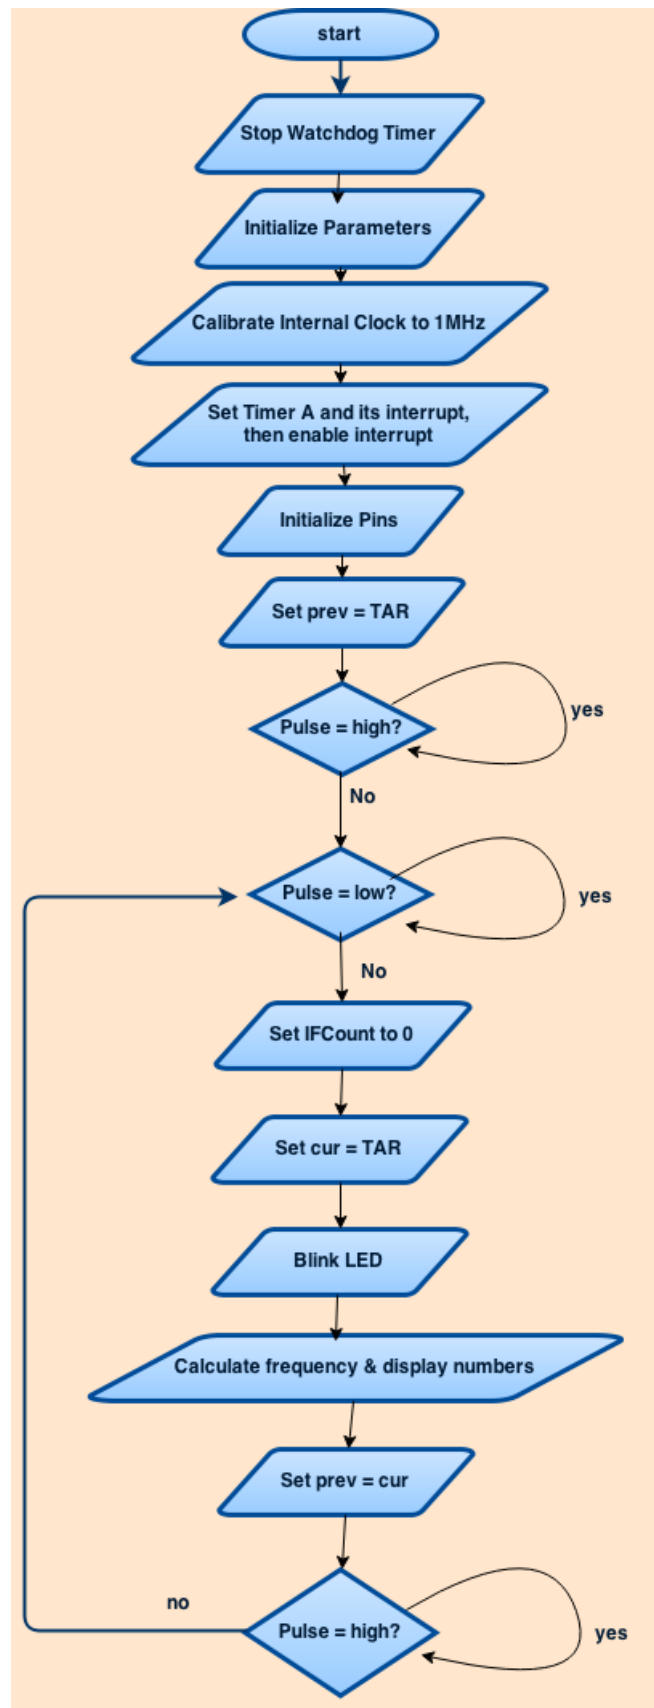 start
Stop Watchdog Timer
Initialize Parameters
Calibrate Internal Clock to 1MHz
Set Timer A and its interrupt,
then enable interrupt
Initialize Pins
Set prev = TAR
Pulse = high?
yes
No
Pulse = low?
yes
No
Set IFCount to 0
Set cur = TAR
Blink LED
Calculate frequency & display numbers
Set prev = cur
no
Pulse = high?
yes